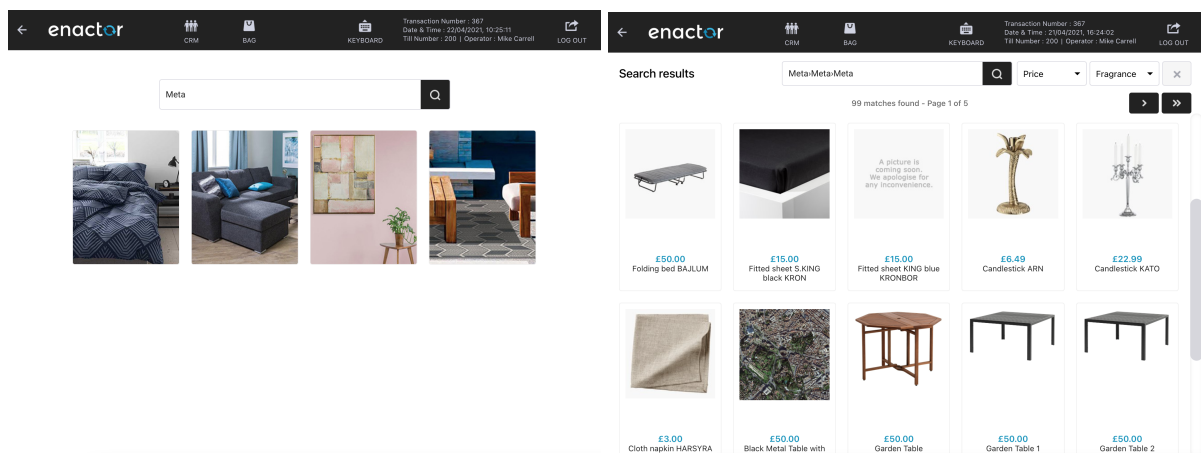 enactor
CRM
BAG
KEYBOARD
Transaction Number : 367
Date & Time : 22/04/2021, 10:25:11
Till Number : 200 | Operator : Mike Carrell
LOG OUT
Meta
enactor
CRM
BAG
KEYBOARD
Transaction Number : 367
Date & Time : 21/04/2021, 16:24:02
Till Number : 200 | Operator : Mike Carrell
LOG OUT
Search results
Meta›Meta›Meta
Price
Fragrance
99 matches found - Page 1 of 5
A picture is
coming soon.
We apologise for
any inconvenience.
£50.00
Folding bed BAJLUM
£15.00
Fitted sheet S.KING
black KRON
£15.00
Fitted sheet KING blue
KRONBOR
£6.49
Candlestick ARN
£22.99
Candlestick KATO
£3.00
Cloth napkin HARSYRA
£50.00
Black Metal Table with
£50.00
Garden Table
£50.00
Garden Table 1
£50.00
Garden Table 2